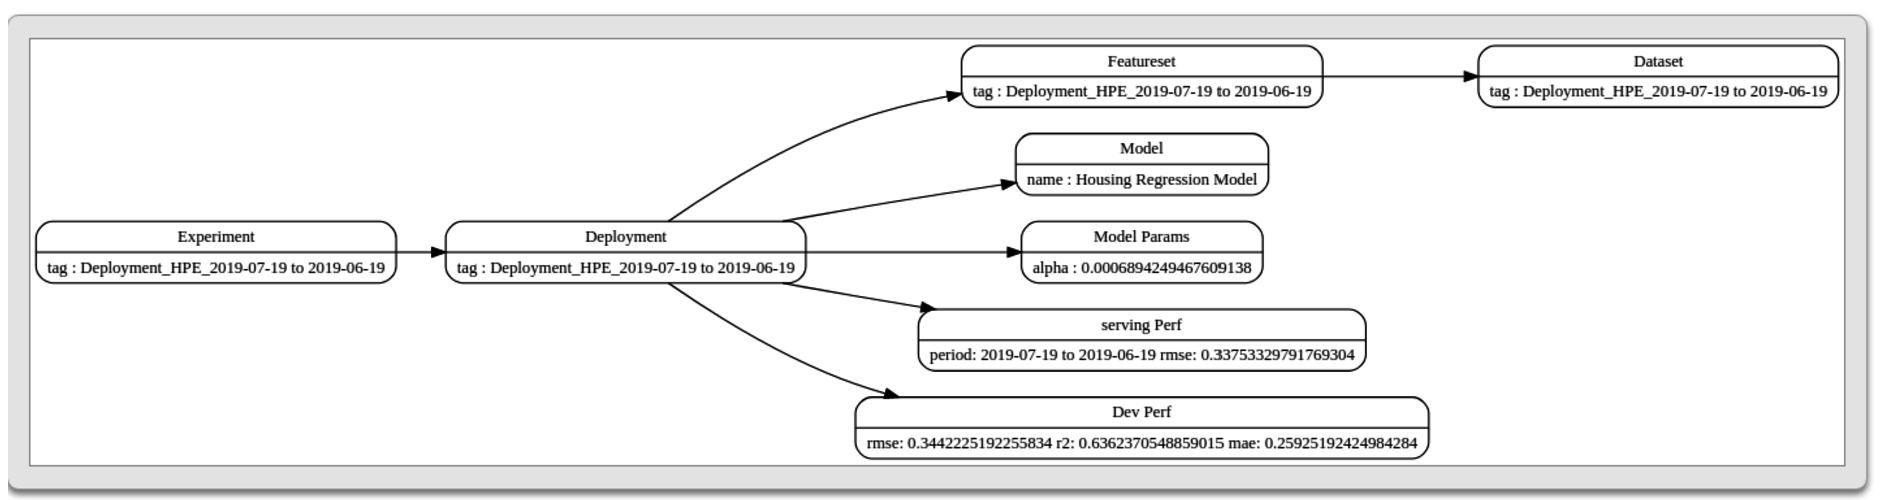 Featureset
tag : Deployment_HPE_2019-07-19 to 2019-06-19
Dataset
tag : Deployment_HPE_2019-07-19 to 2019-06-19
Model
name : Housing Regression Model
Experiment
tag : Deployment_HPE_2019-07-19 to 2019-06-19
Deployment
tag : Deployment_HPE_2019-07-19 to 2019-06-19
Model Params
alpha : 0.0006894249467609138
serving Perf
period: 2019-07-19 to 2019-06-19 rmse: 0.33753329791769304
Dev Perf
rmse: 0.3442225192255834 r2: 0.6362370548859015 mae: 0.25925192424984284